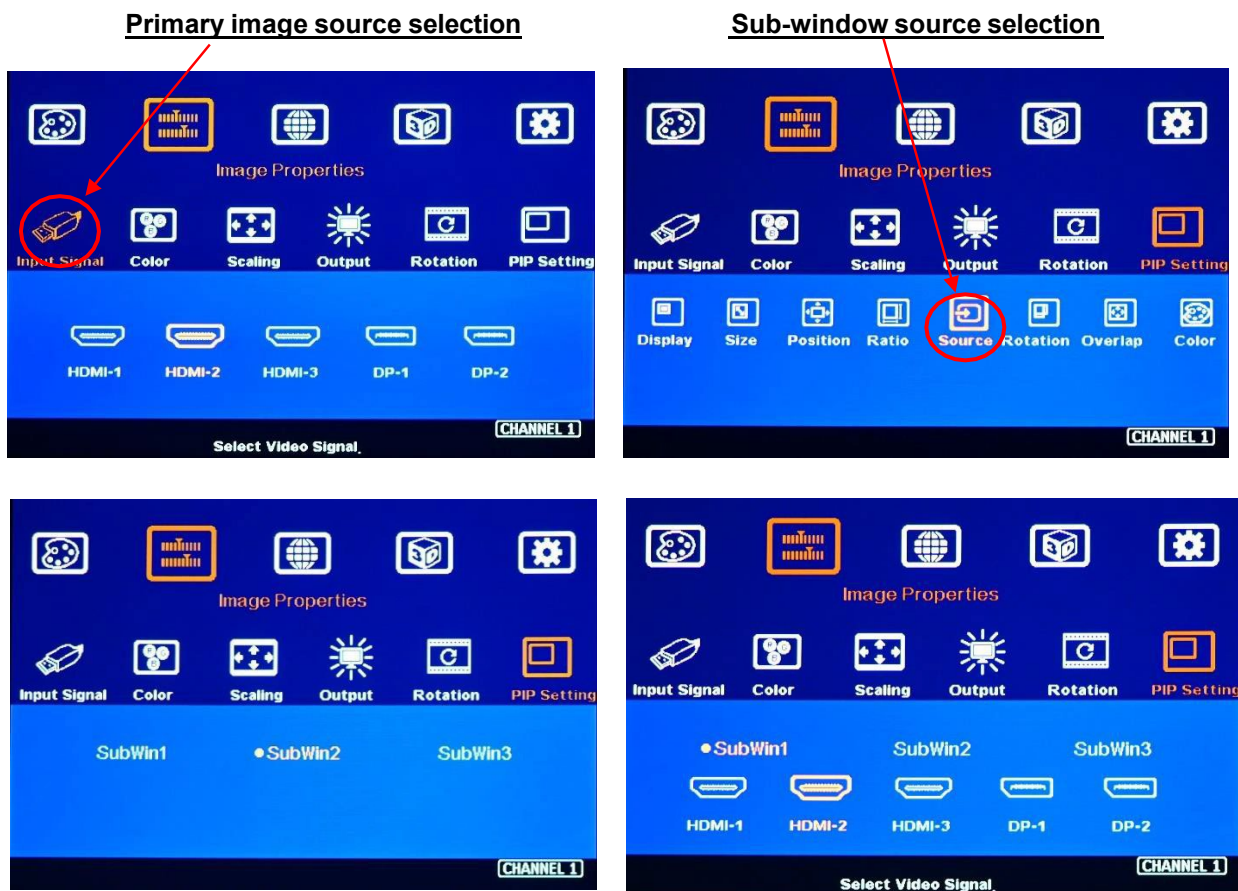 Primary image source selection
Sub-window source selection
3D
Image Properties
R G B
Input Signal Color Scaling Output Rotation PIP Setting
HDMI-1 HDMI-2 HDMI-3 DP-1 DP-2
CHANNEL 1
Select Video Signal
3D
Image Properties
R G B
Input Signal Color Scaling Output Rotation PIP Setting
Display Size Position Ratio Source Rotation Overlap Color
CHANNEL 1
3D
Image Properties
R G B
Input Signal Color Scaling Output Rotation PIP Setting
SubWin1 •SubWin2 SubWin3
CHANNEL 1
3D
Image Properties
R G B
Input Signal Color Scaling Output Rotation PIP Setting
•SubWin1 SubWin2 SubWin3
HDMI-1 HDMI-2 HDMI-3 DP-1 DP-2
CHANNEL 1
Select Video Signal